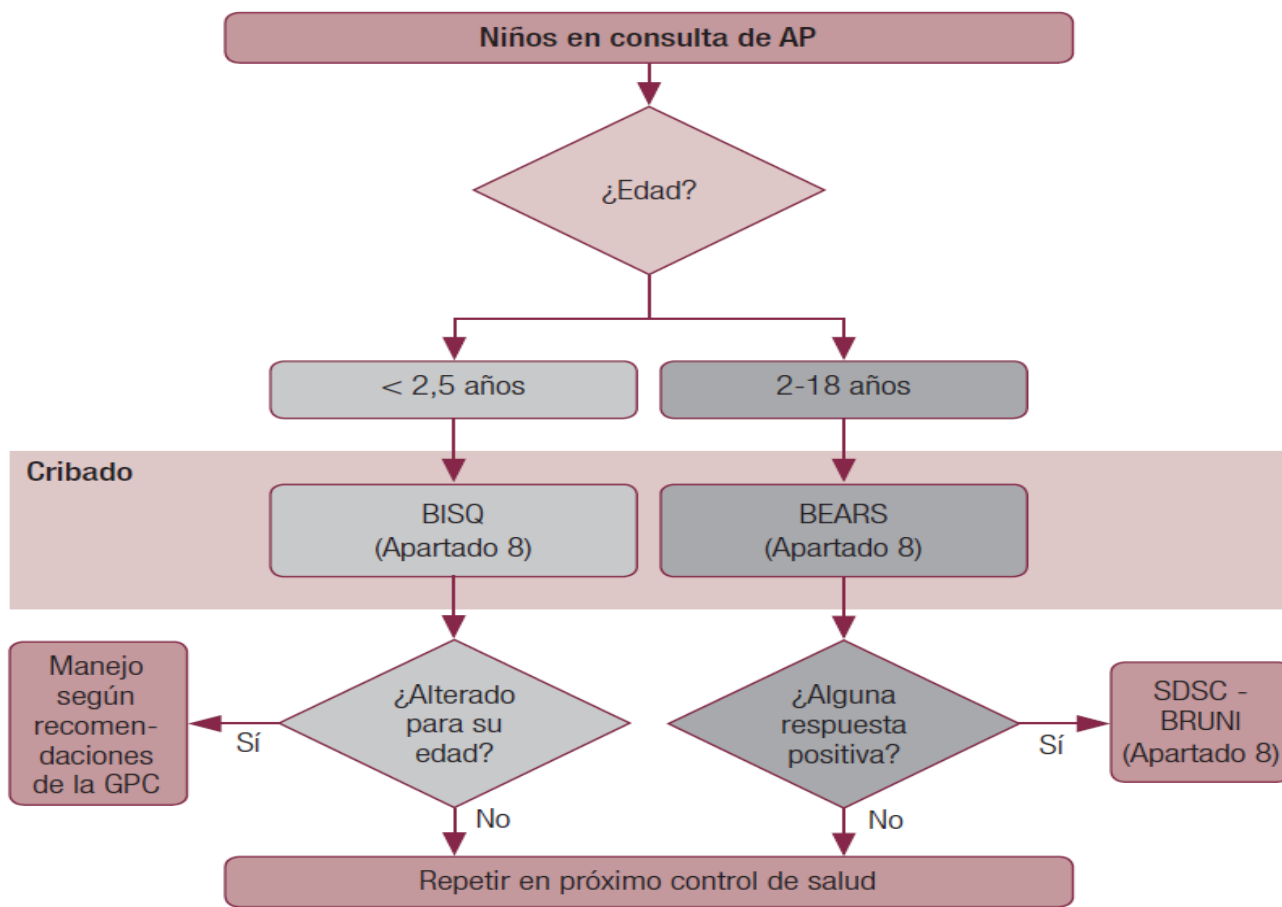 Niños en consulta de AP
¿Edad?
< 2,5 años
2-18 años
Cribado
BISQ
(Apartado 8)
BEARS
(Apartado 8)
Manejo
según
recomen-
daciones
de la GPC
Sí
¿Alterado
para su
edad?
¿Alguna
respuesta
positiva?
Sí
SDSC -
BRUNI
(Apartado 8)
No
No
Repetir en próximo control de salud